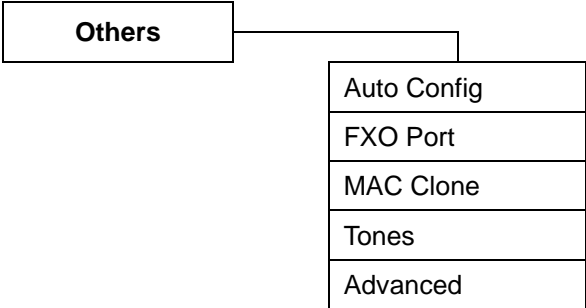 Others
Auto Config
FXO Port
MAC Clone
Tones
Advanced